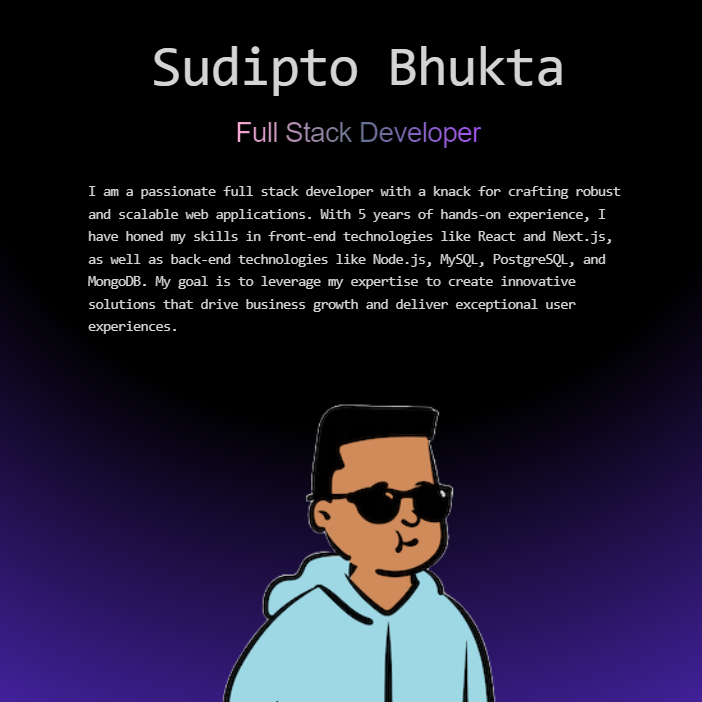 Sudipto Bhukta
Full Stack Developer
I am a passionate full stack developer with a knack for crafting robust
and scalable web applications. With 5 years of hands-on experience, I
have honed my skills in front-end technologies like React and Next.js,
as well as back-end technologies like Node.js, MySQL, PostgreSQL, and
MongoDB. My goal is to leverage my expertise to create innovative
solutions that drive business growth and deliver exceptional user
experiences.